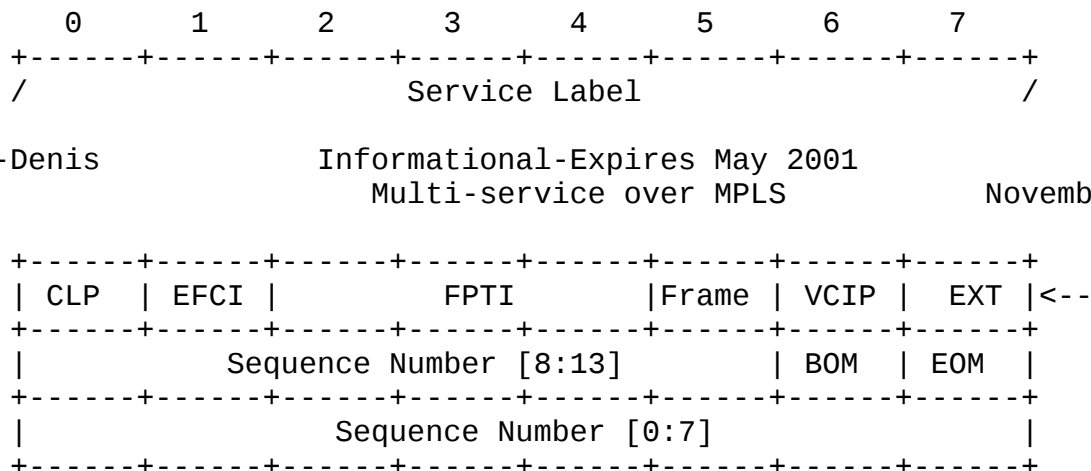 0 1 2 3 4 5 6 7
+------+------+------+------+------+------+------+------+
/ Service Label /
-Denis Informational-Expires May 2001
Multi-service over MPLS Novemb
+------+------+------+------+------+------+------+------+
| CLP | EFCI | FPTI |Frame | VCIP | EXT |<--
+------+------+------+------+------+------+------+------+
| Sequence Number [8:13] | BOM | EOM |
+------+------+------+------+------+------+------+------+
| Sequence Number [0:7] |
+------+------+------+------+------+------+------+------+